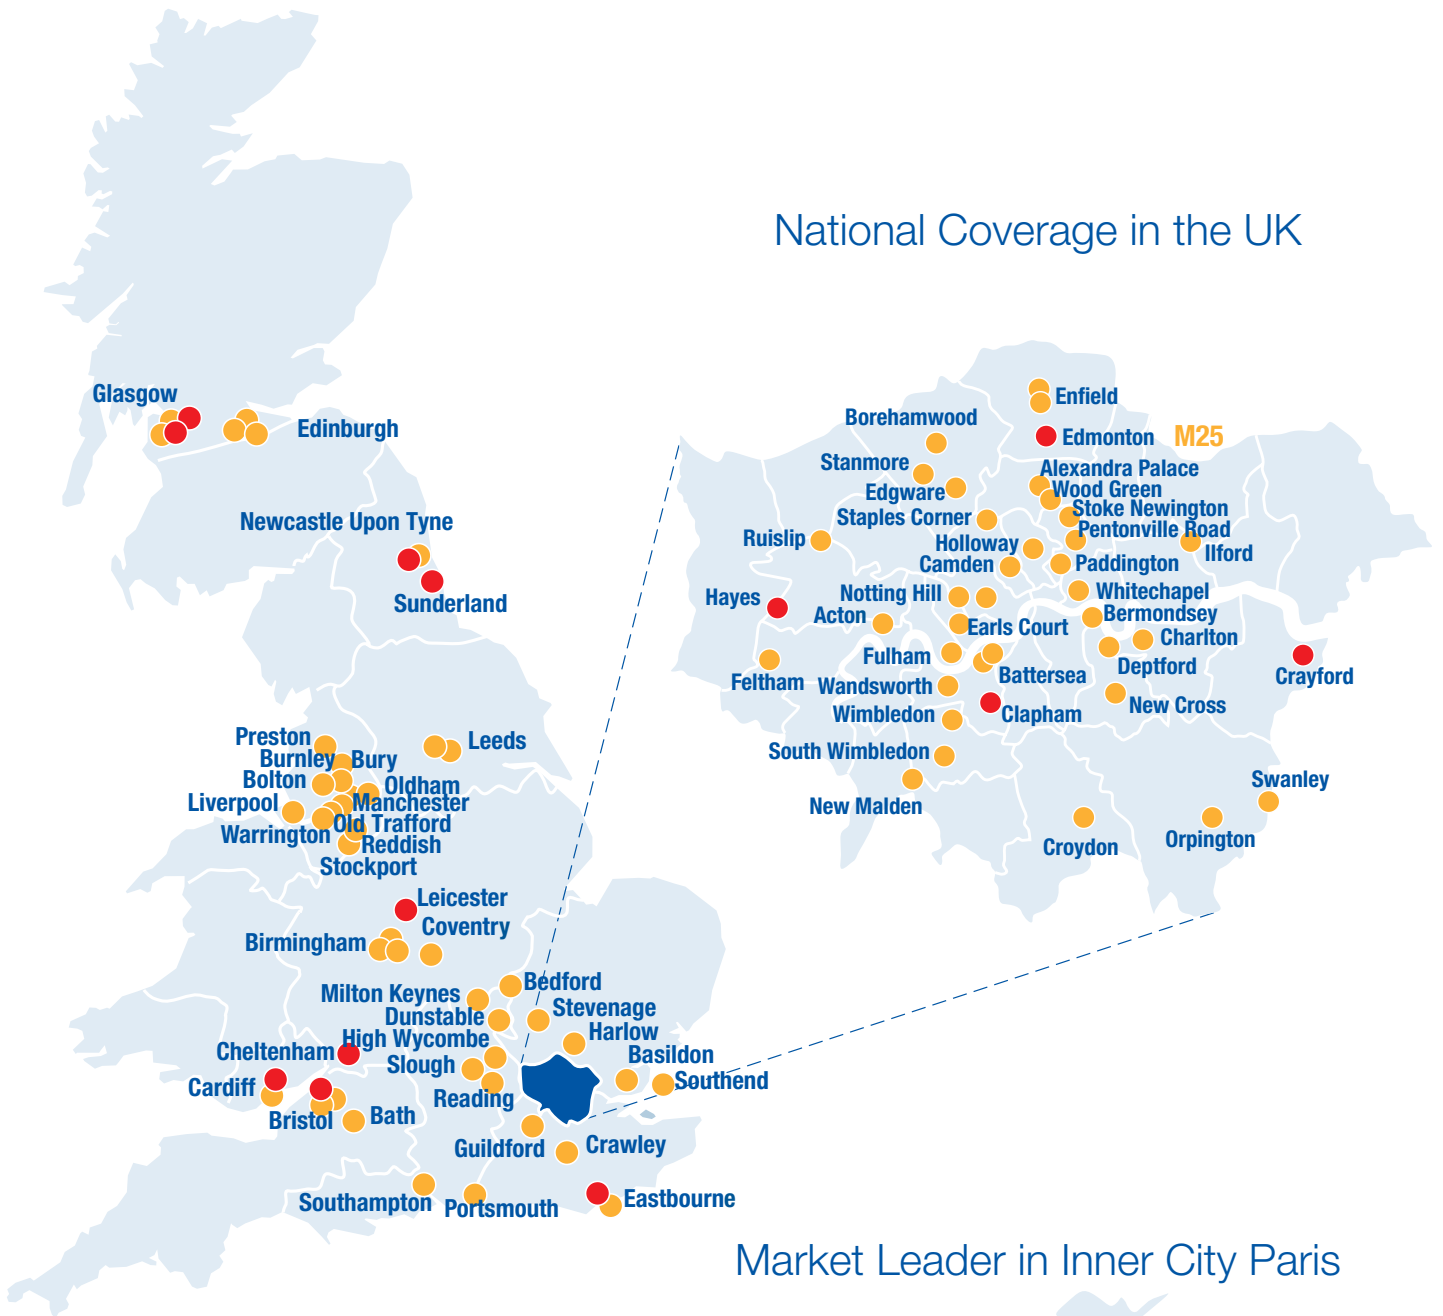 National Coverage in the UK
Glasgow
Edinburgh
Newcastle Upon Tyne
Sunderland
Preston
Burnley
Bury
Leeds
Bolton
Oldham
Liverpool
Manchester
Warrington
Old Trafford
Reddish
Stockport
Leicester
Coventry
Birmingham
Bedford
Milton Keynes
Stevenage
Dunstable
Harlow
High Wycombe
Cheltenham
Basildon
Slough
Southend
Cardiff
Reading
Bristol
Bath
Guildford
Crawley
Southampton
Portsmouth
Eastbourne
Enfield
Borehamwood
Edmonton
M25
Stanmore
Alexandra Palace
Edgware
Wood Green
Staples Corner
Stoke Newington
Pentonville Road
Ruislip
Holloway
Ilford
Camden
Paddington
Hayes
Notting Hill
Whitechapel
Acton
Bermondsey
Earls Court
Charlton
Fulham
Deptford
Crayford
Feltham
Wandsworth
Battersea
Wimbledon
Clapham
New Cross
South Wimbledon
Swanley
New Malden
Croydon
Orpington
Market Leader in Inner City Paris